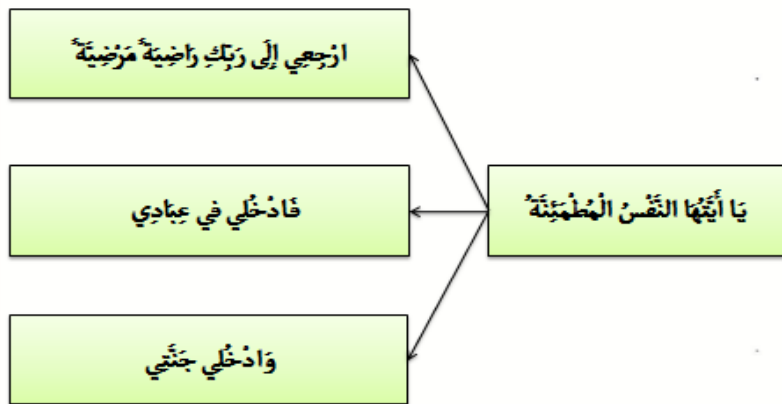 يَا أَيَّتُهَا النَّفْسُ الْمُطْمَئِنَّةُ
ارْجِعِي إِلَى رَبِّكِ رَاضِيَةً مَرْضِيَّةً
فَادْخُلِي فِي عِبَادِي
وَادْخُلِي جَنَّتِي